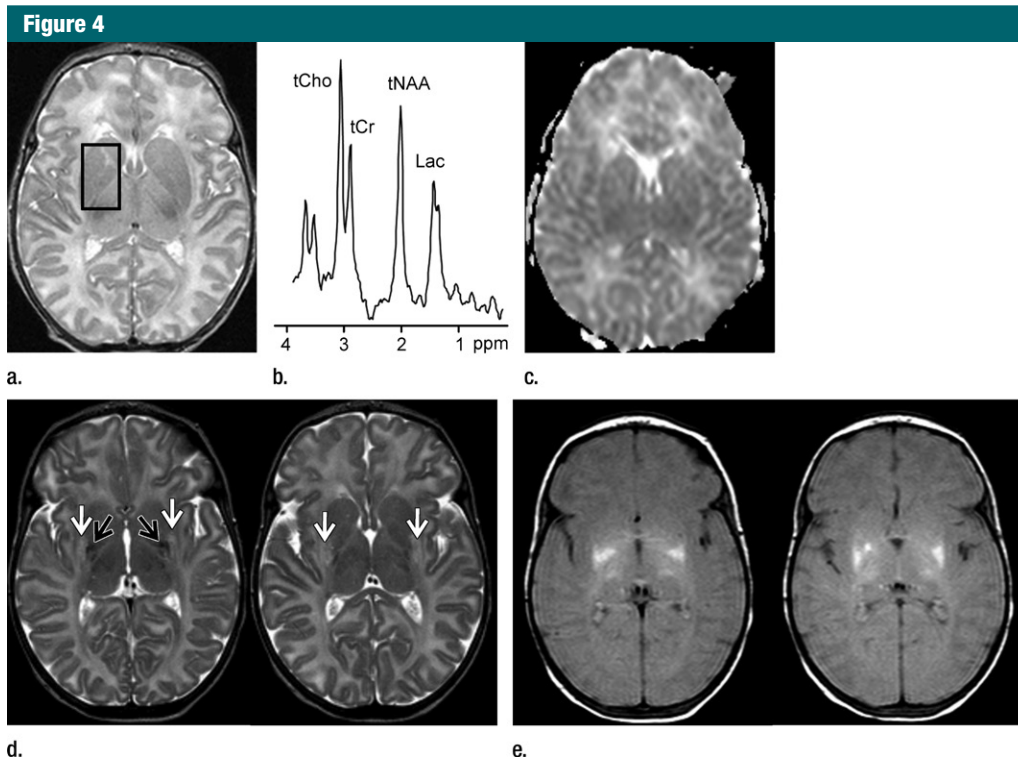 Figure 4
tCho
tCr
tNAA
Lac
4 3 2 1 ppm
a. b. c.
d. e.